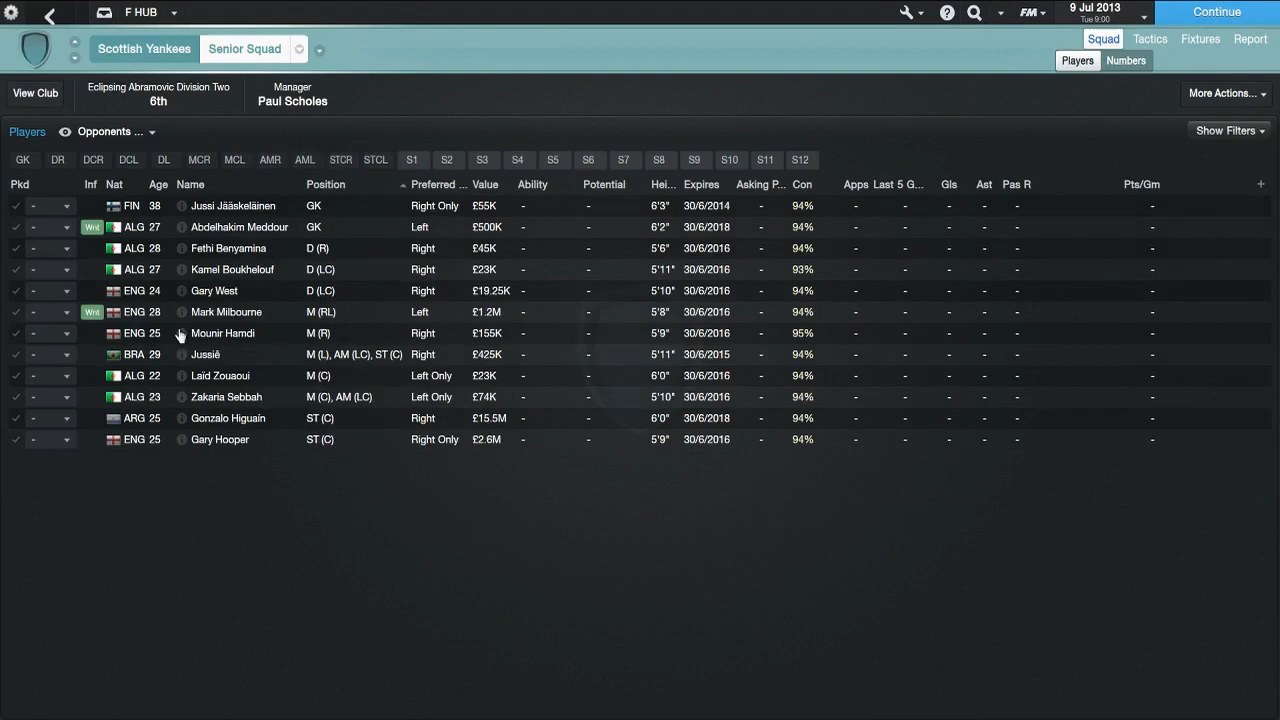 F HUB FM 9 Jul 2013 Tue 9:00 Continue
Scottish Yankees Senior Squad Squad Tactics Fixtures Report
Players Numbers
View Club Eclipsing Abramovic Division Two 6th Manager Paul Scholes More Actions...
Players Opponents ... Show Filters
GK DR DCR DCL DL MCR MCL AMR AML STCR STCL S1 S2 S3 S4 S5 S6 S7 S8 S9 S10 S11 S12
Pkd Inf Nat Age Name Position Preferred ... Value Ability Potential Hei... Expires Asking P... Con Apps Last 5 G... Gls Ast Pas R Pts/Gm +
- FIN 38 Jussi Jääskeläinen GK Right Only £55K - - 6'3" 30/6/2014 - 94% - - - - - -
- Wnt ALG 27 Abdelhakim Meddour GK Left £500K - - 6'2" 30/6/2018 - 94% - - - - - -
- ALG 28 Fethi Benyamina D (R) Right £45K - - 5'6" 30/6/2016 - 94% - - - - - -
- ALG 27 Kamel Boukhelouf D (LC) Right £23K - - 5'11" 30/6/2016 - 93% - - - - - -
- ENG 24 Gary West D (LC) Right £19.25K - - 5'10" 30/6/2016 - 94% - - - - - -
- Wnt ENG 28 Mark Milbourne M (RL) Left £1.2M - - 5'8" 30/6/2016 - 94% - - - - - -
- ENG 25 Mounir Hamdi M (R) Right £155K - - 5'9" 30/6/2016 - 95% - - - - - -
- BRA 29 Jussiê M (L), AM (LC), ST (C) Right £425K - - 5'11" 30/6/2015 - 94% - - - - - -
- ALG 22 Laïd Zouaoui M (C) Left Only £23K - - 6'0" 30/6/2016 - 94% - - - - - -
- ALG 23 Zakaria Sebbah M (C), AM (LC) Left Only £74K - - 5'10" 30/6/2016 - 94% - - - - - -
- ARG 25 Gonzalo Higuaín ST (C) Right £15.5M - - 6'0" 30/6/2018 - 94% - - - - - -
- ENG 25 Gary Hooper ST (C) Right Only £2.6M - - 5'9" 30/6/2016 - 94% - - - - - -